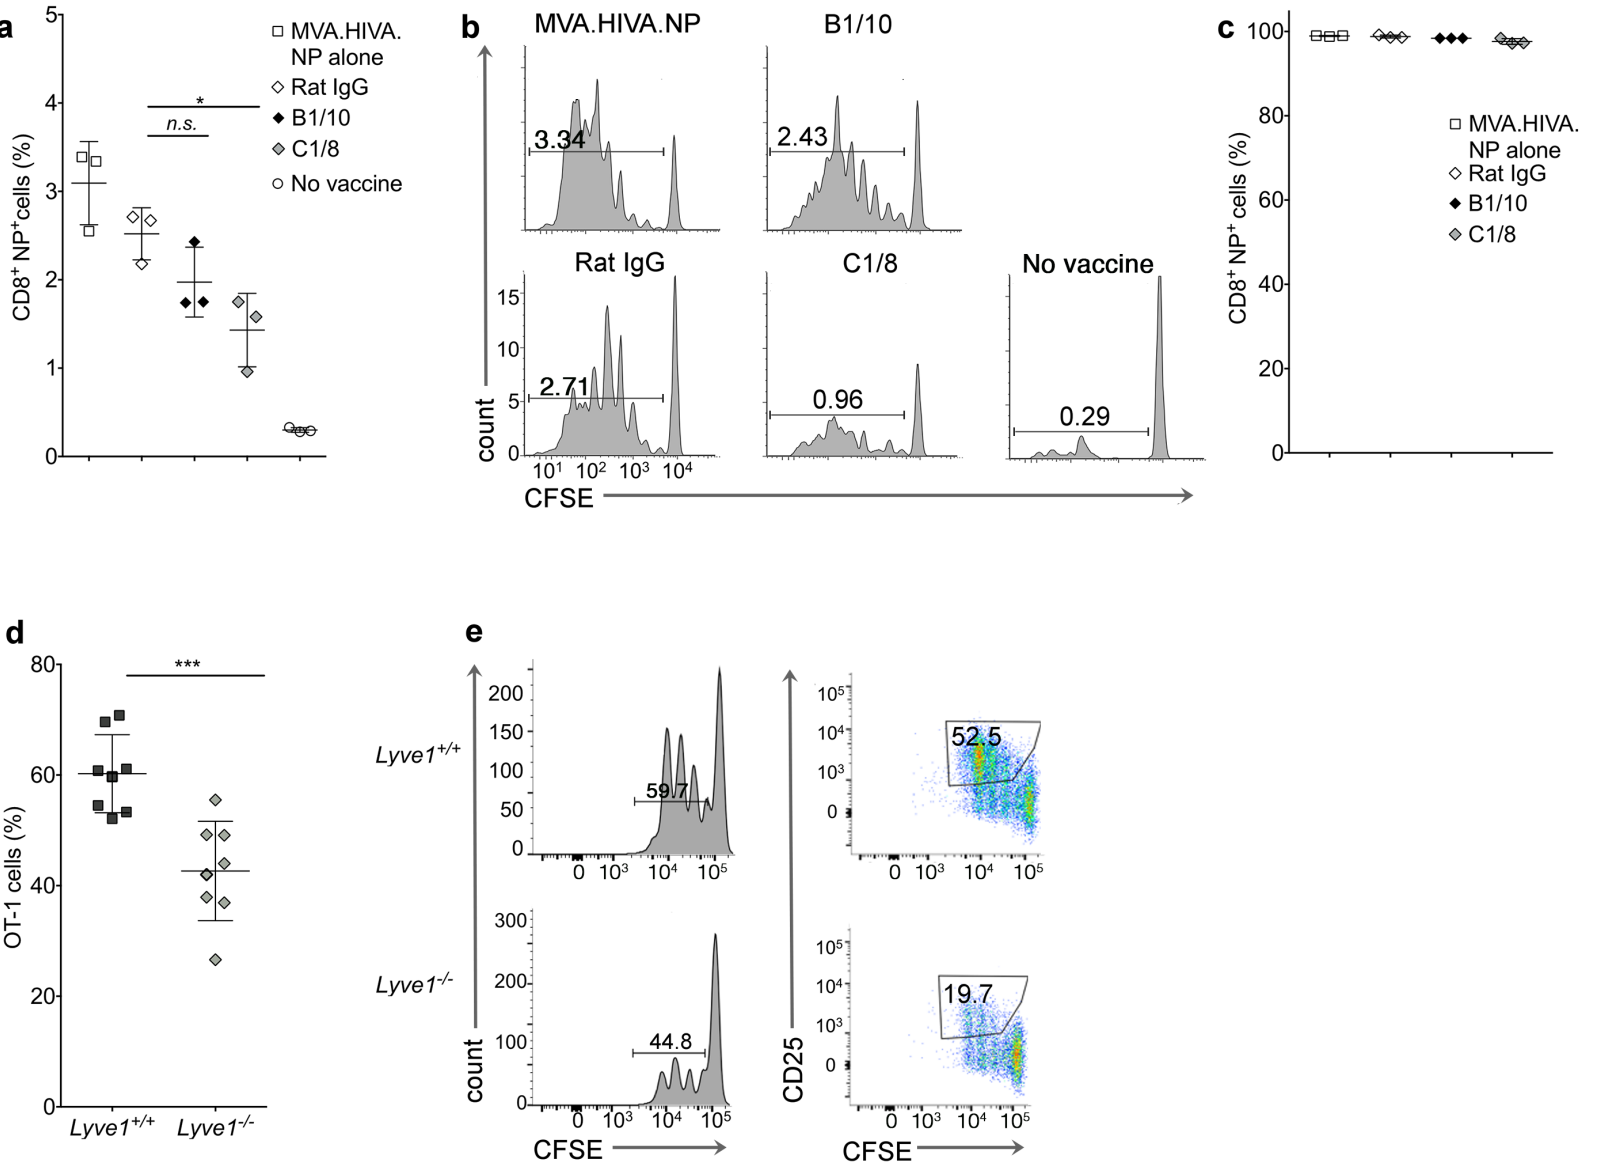 a
5
4
3
2
1
0
CD8⁺ NP⁺cells (%)
*
n.s.
MVA.HIVA.
NP alone
Rat IgG
B1/10
C1/8
No vaccine
b
MVA.HIVA.NP
3.34
B1/10
2.43
Rat IgG
2.71
15
10
5
0
10¹ 10² 10³ 10⁴
C1/8
0.96
No vaccine
0.29
count
CFSE
c
100
80
60
40
20
0
CD8⁺ NP⁺ cells (%)
MVA.HIVA.
NP alone
Rat IgG
B1/10
C1/8
d
80
60
40
20
0
OT-1 cells (%)
***
Lyve1⁺/⁺ Lyve1⁻/⁻
e
Lyve1⁺/⁺
200
150
100
50
0
59.7
0 10³ 10⁴ 10⁵
10⁵
10⁴
10³
0
52.5
0 10³ 10⁴ 10⁵
Lyve1⁻/⁻
300
200
100
0
44.8
0 10³ 10⁴ 10⁵
count
CFSE
10⁵
10⁴
10³
0
19.7
0 10³ 10⁴ 10⁵
CD25
CFSE